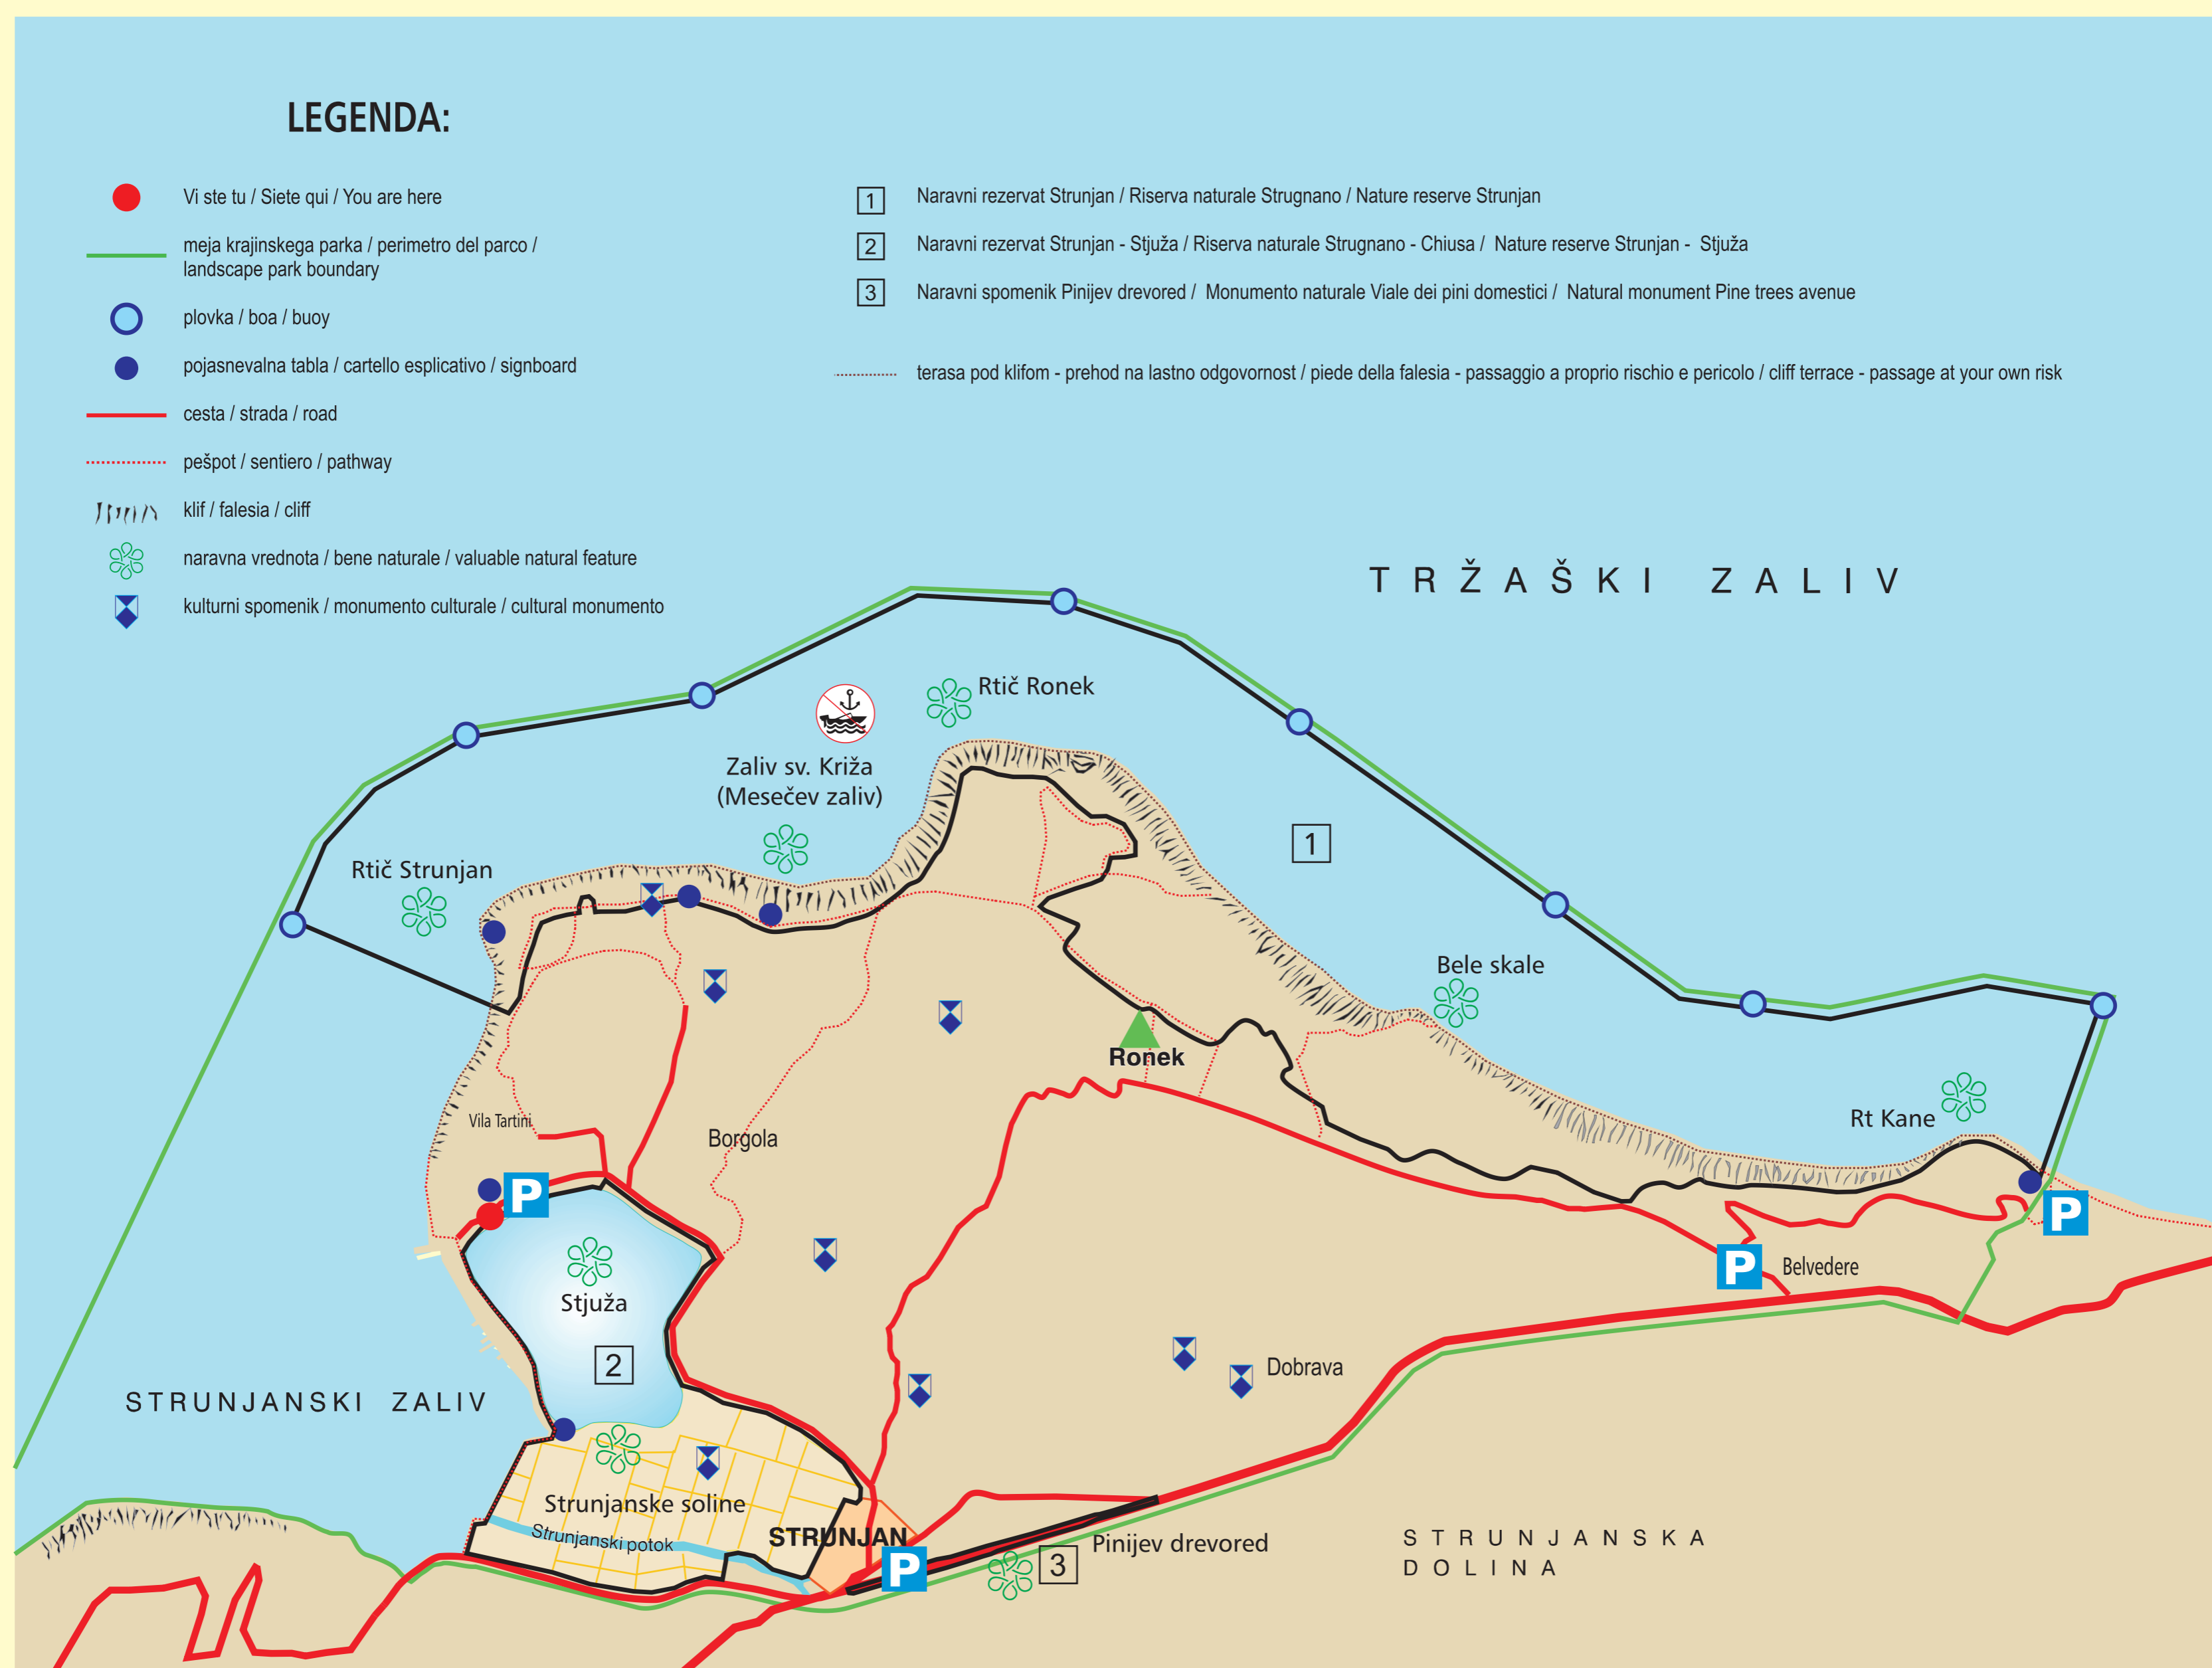 LEGENDA:
Vi ste tu / Siete qui / You are here
meja krajinskega parka / perimetro del parco /
landscape park boundary
plovka / boa / buoy
pojasnevalna tabla / cartello esplicativo / signboard
cesta / strada / road
pešpot / sentiero / pathway
klif / falesia / cliff
naravna vrednota / bene naturale / valuable natural feature
kulturni spomenik / monumento culturale / cultural monumento
1 Naravni rezervat Strunjan / Riserva naturale Strugnano / Nature reserve Strunjan
2 Naravni rezervat Strunjan - Stjuža / Riserva naturale Strugnano - Chiusa / Nature reserve Strunjan - Stjuža
3 Naravni spomenik Pinijev drevored / Monumento naturale Viale dei pini domestici / Natural monument Pine trees avenue
terasa pod klifom - prehod na lastno odgovornost / piede della falesia - passaggio a proprio rischio e pericolo / cliff terrace - passage at your own risk
TRŽAŠKI ZALIV
Rtič Ronek
Zaliv sv. Križa
(Mesečev zaliv)
1
Rtič Strunjan
Bele skale
Ronek
Rt Kane
Vila Tartini
Borgola
P
P
P
Belvedere
Stjuža
2
Dobrava
STRUNJANSKI ZALIV
Strunjanske soline
Strunjanski potok
STRUNJAN
P
3
Pinijev drevored
STRUNJANSKA
DOLINA